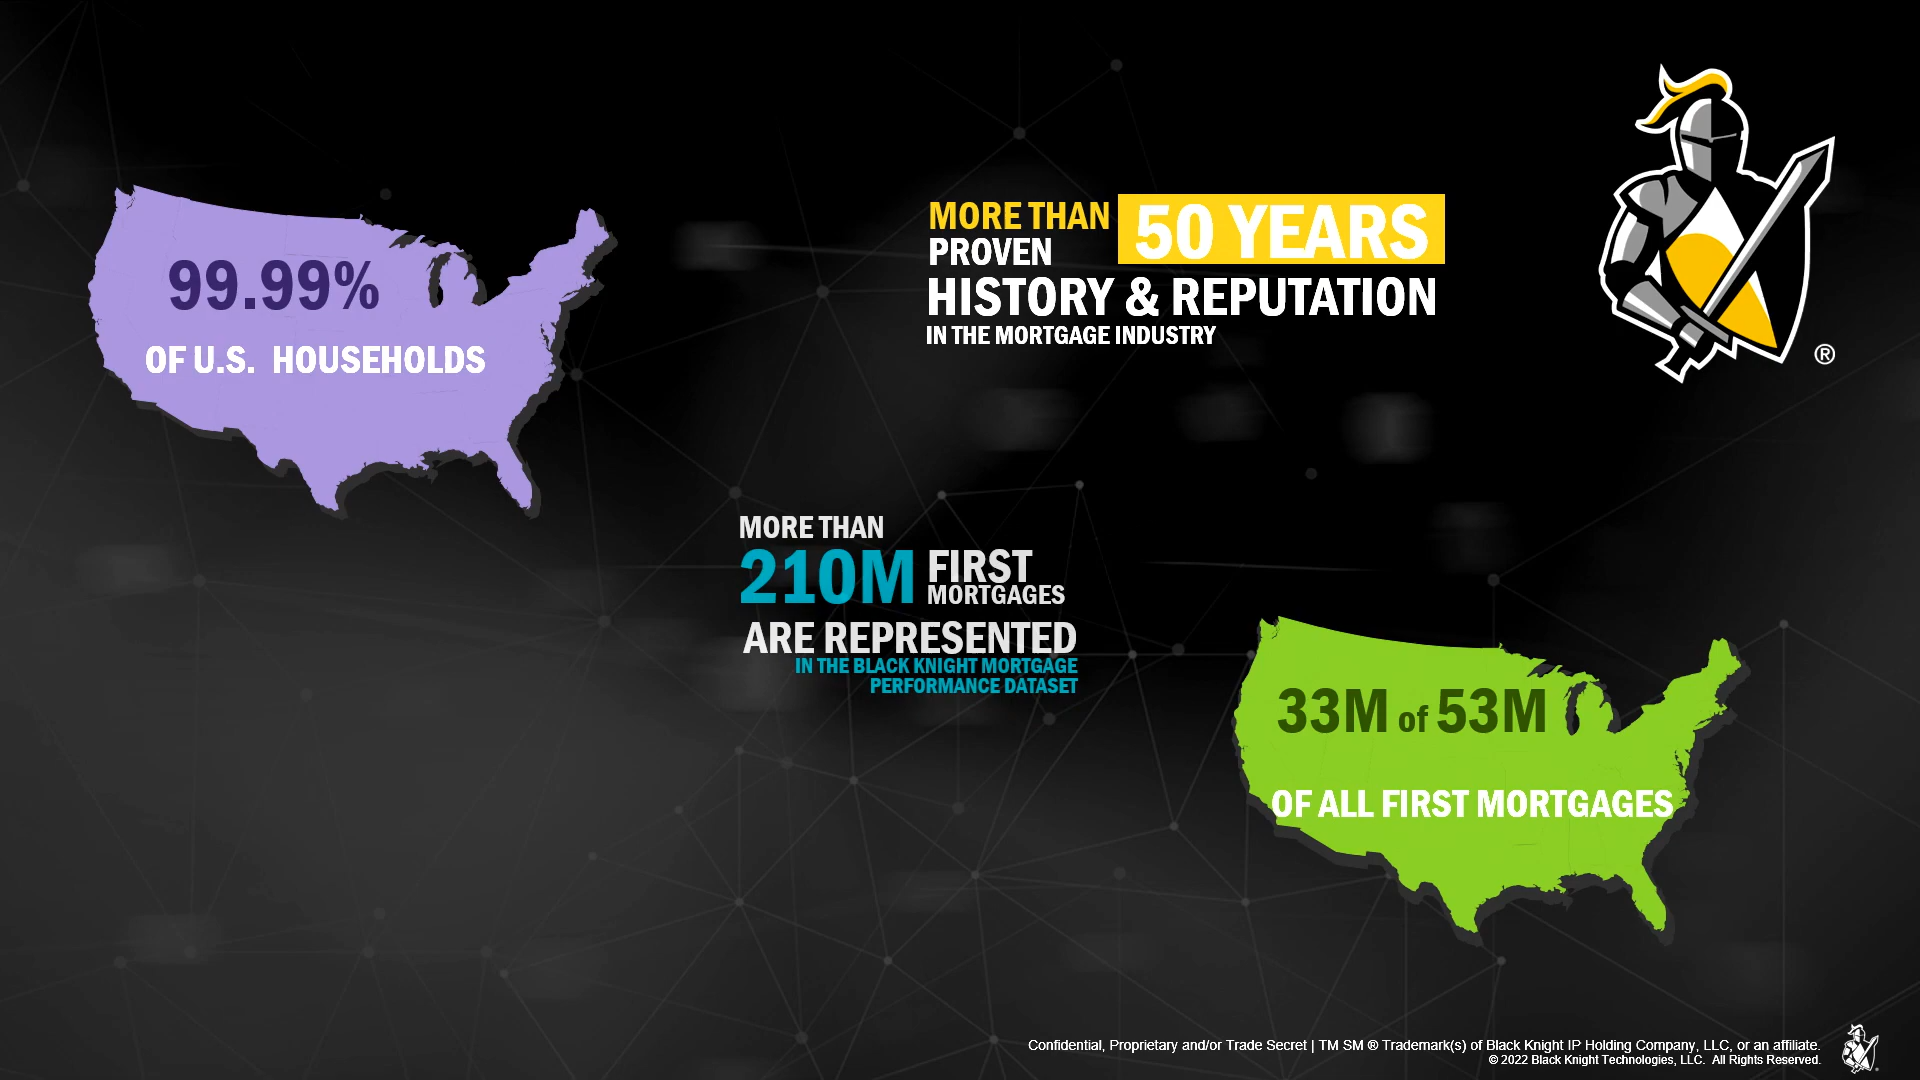 99.99%
OF U.S. HOUSEHOLDS
MORE THAN 50 YEARS
PROVEN
HISTORY & REPUTATION
IN THE MORTGAGE INDUSTRY
®
MORE THAN
210M FIRST
MORTGAGES
ARE REPRESENTED
IN THE BLACK KNIGHT MORTGAGE
PERFORMANCE DATASET
33M of 53M
OF ALL FIRST MORTGAGES
Confidential, Proprietary and/or Trade Secret | TM SM ® Trademark(s) of Black Knight IP Holding Company, LLC, or an affiliate.
© 2022 Black Knight Technologies, LLC. All Rights Reserved.